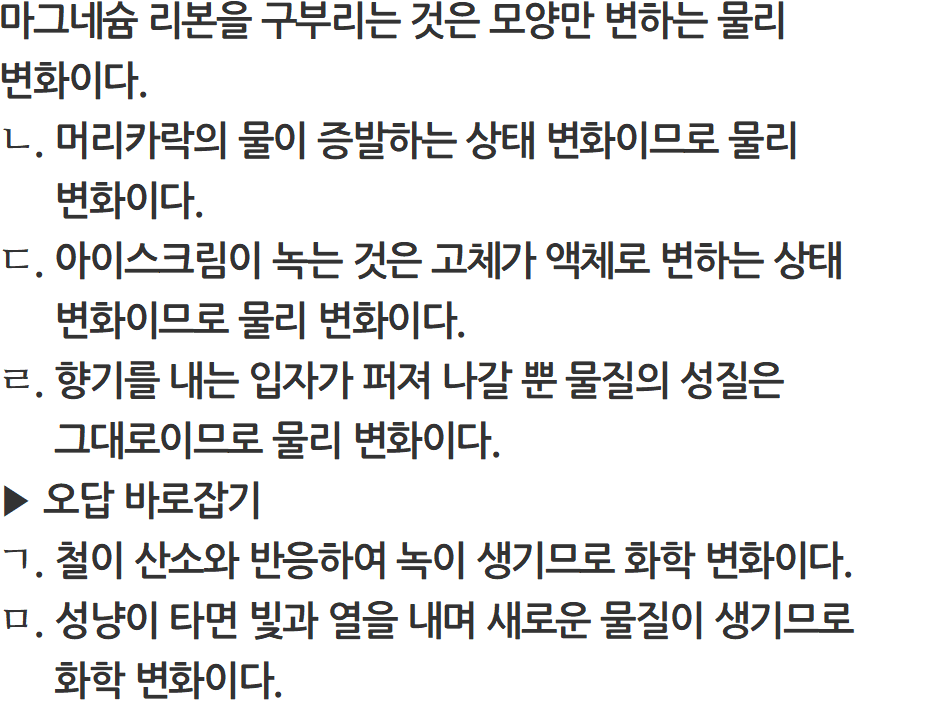 마그네슘 리본을 구부리는 것은 모양만 변하는 물리
변화이다.
ㄴ. 머리카락의 물이 증발하는 상태 변화이므로 물리
변화이다.
ㄷ. 아이스크림이 녹는 것은 고체가 액체로 변하는 상태
변화이므로 물리 변화이다.
ㄹ. 향기를 내는 입자가 퍼져 나갈 뿐 물질의 성질은
그대로이므로 물리 변화이다.
▶ 오답 바로잡기
ㄱ. 철이 산소와 반응하여 녹이 생기므로 화학 변화이다.
ㅁ. 성냥이 타면 빛과 열을 내며 새로운 물질이 생기므로
화학 변화이다.